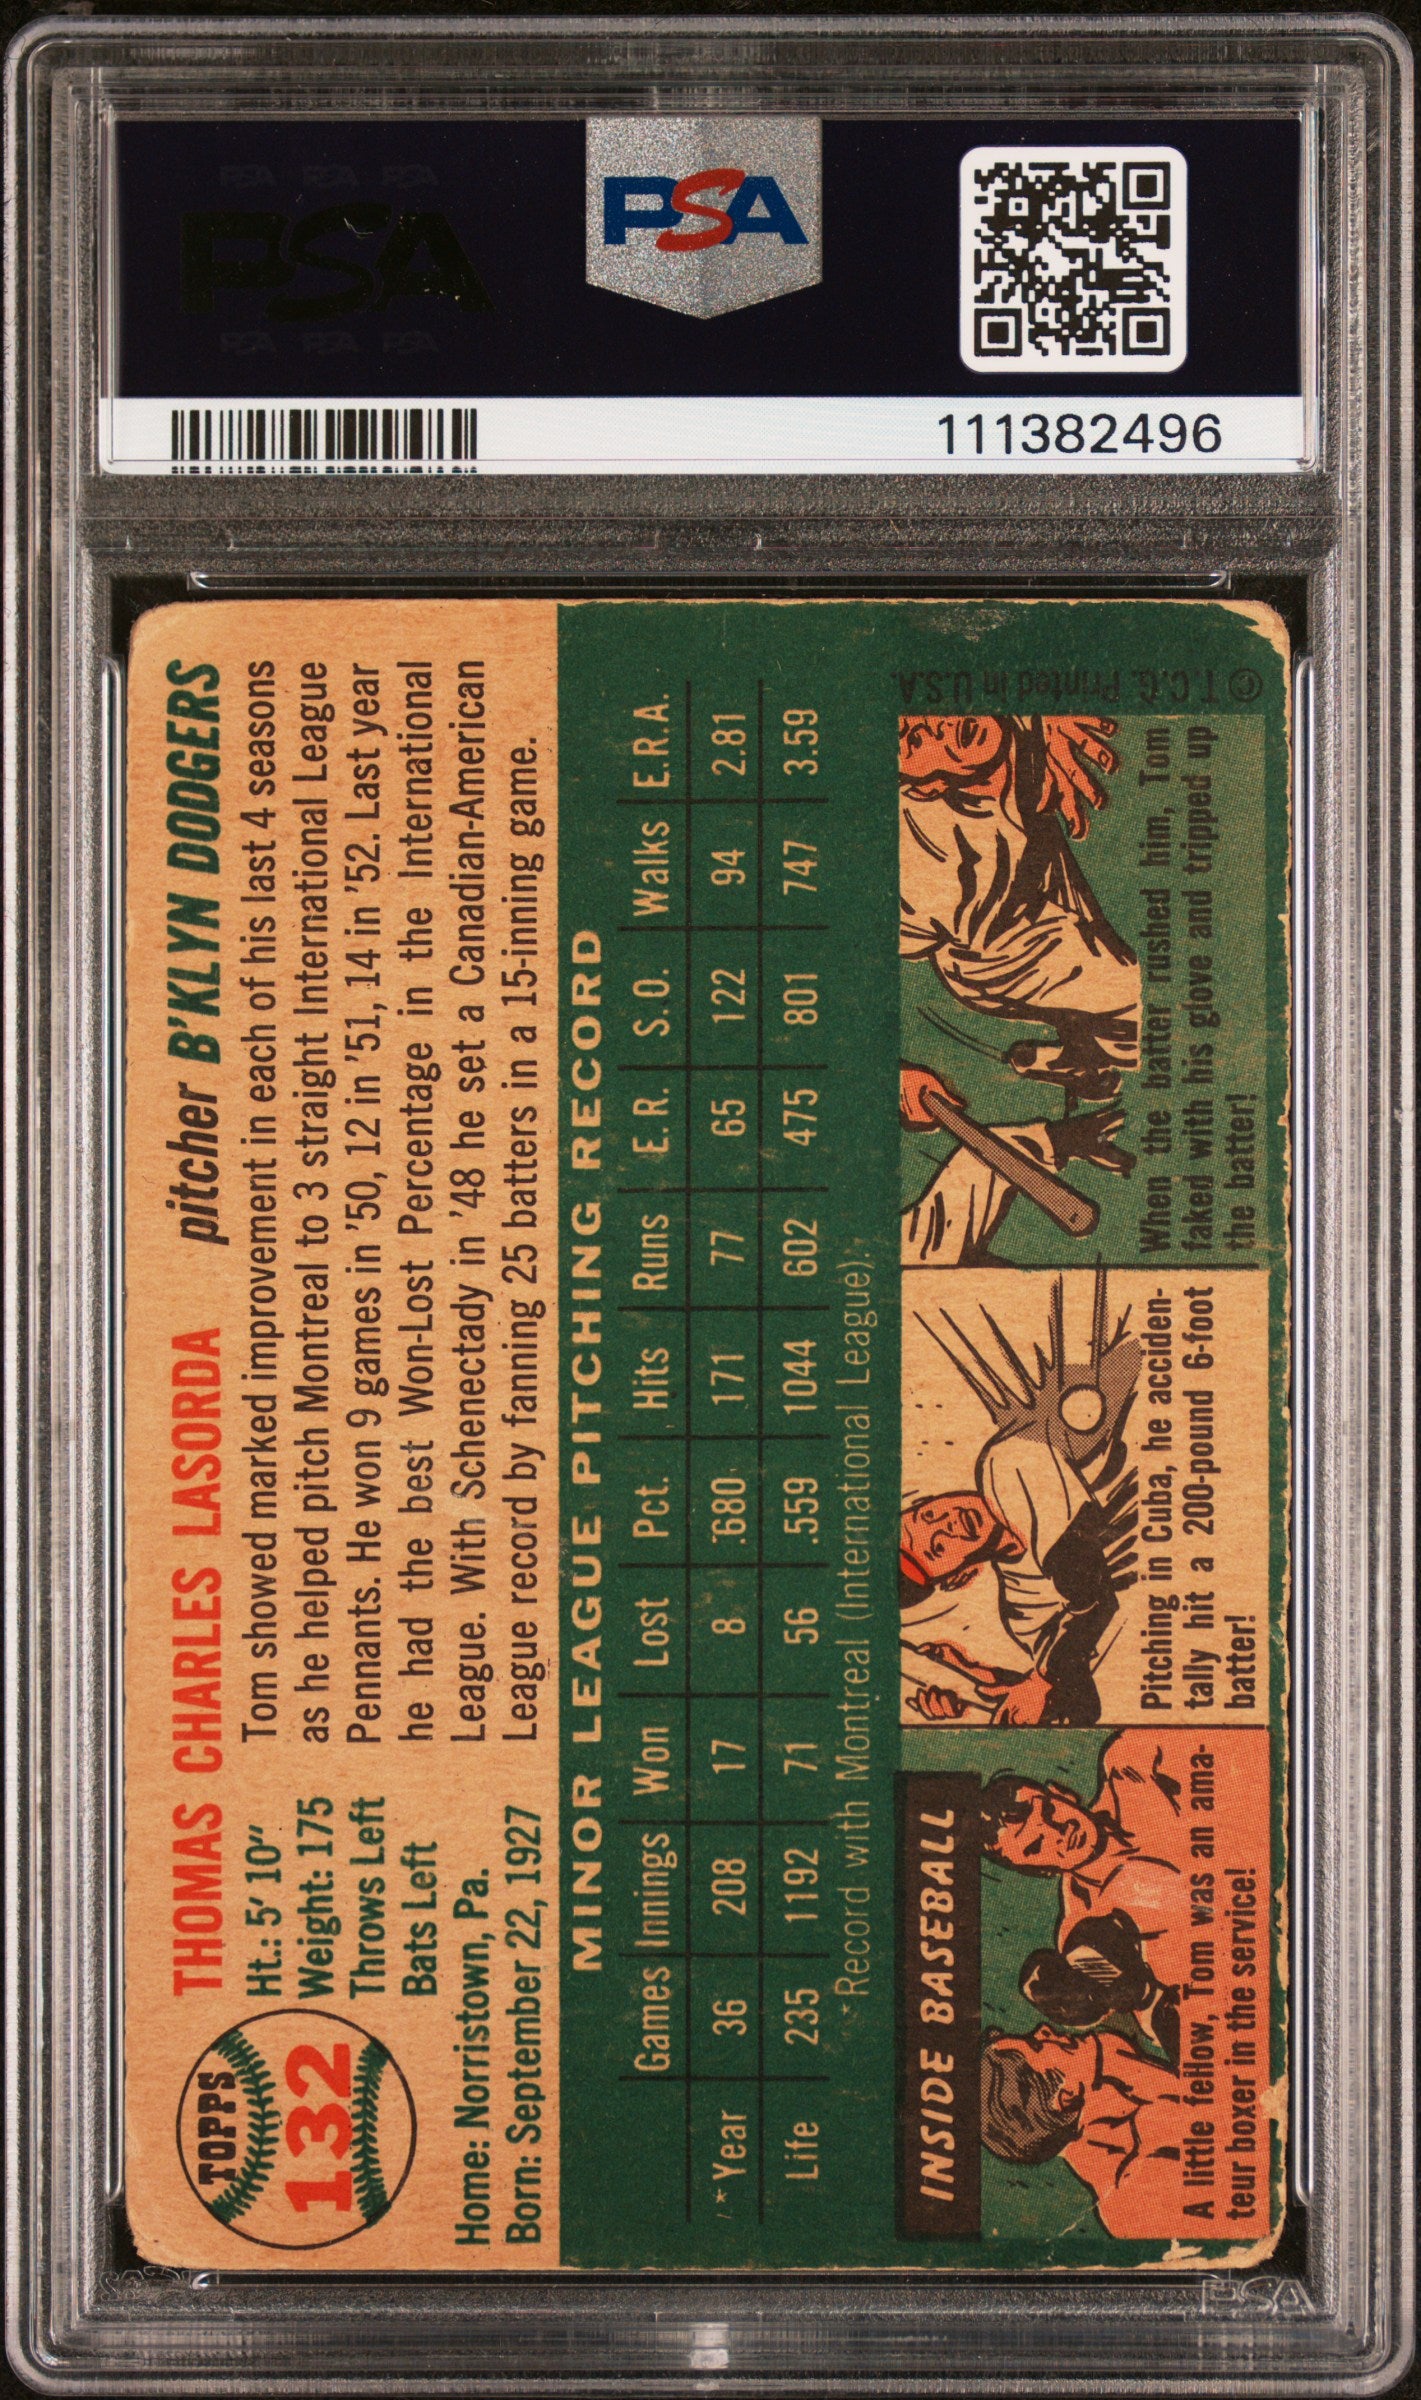 PSA PSA PSA
PSA
PSA PSA PSA
PSA
111382496
TOPPS
132
THOMAS CHARLES LASORDA pitcher B'KLYN DODGERS
Ht.: 5' 10"
Weight: 175
Throws Left
Bats Left
Home: Norristown, Pa.
Born: September 22, 1927
Tom showed marked improvement in each of his last 4 seasons
as he helped pitch Montreal to 3 straight International League
Pennants. He won 9 games in '50, 12 in '51, 14 in '52. Last year
he had the best Won-Lost Percentage in the International
League. With Schenectady in '48 he set a Canadian-American
League record by fanning 25 batters in a 15-inning game.
MINOR LEAGUE PITCHING RECORD
Games Innings Won Lost Pct. Hits Runs E.R. S.O. Walks E.R.A.
*Year 36 208 17 8 .680 171 77 65 122 94 2.81
Life 235 1192 71 56 .559 1044 602 475 801 747 3.59
*Record with Montreal (International League).
INSIDE BASEBALL
A little fellow, Tom was an ama-
teur boxer in the service!
Pitching in Cuba, he acciden-
tally hit a 200-pound 6-foot
batter!
When the batter rushed him, Tom
faked with his glove and tripped up
the batter!
© T.C.G. Printed in U.S.A.
PSA